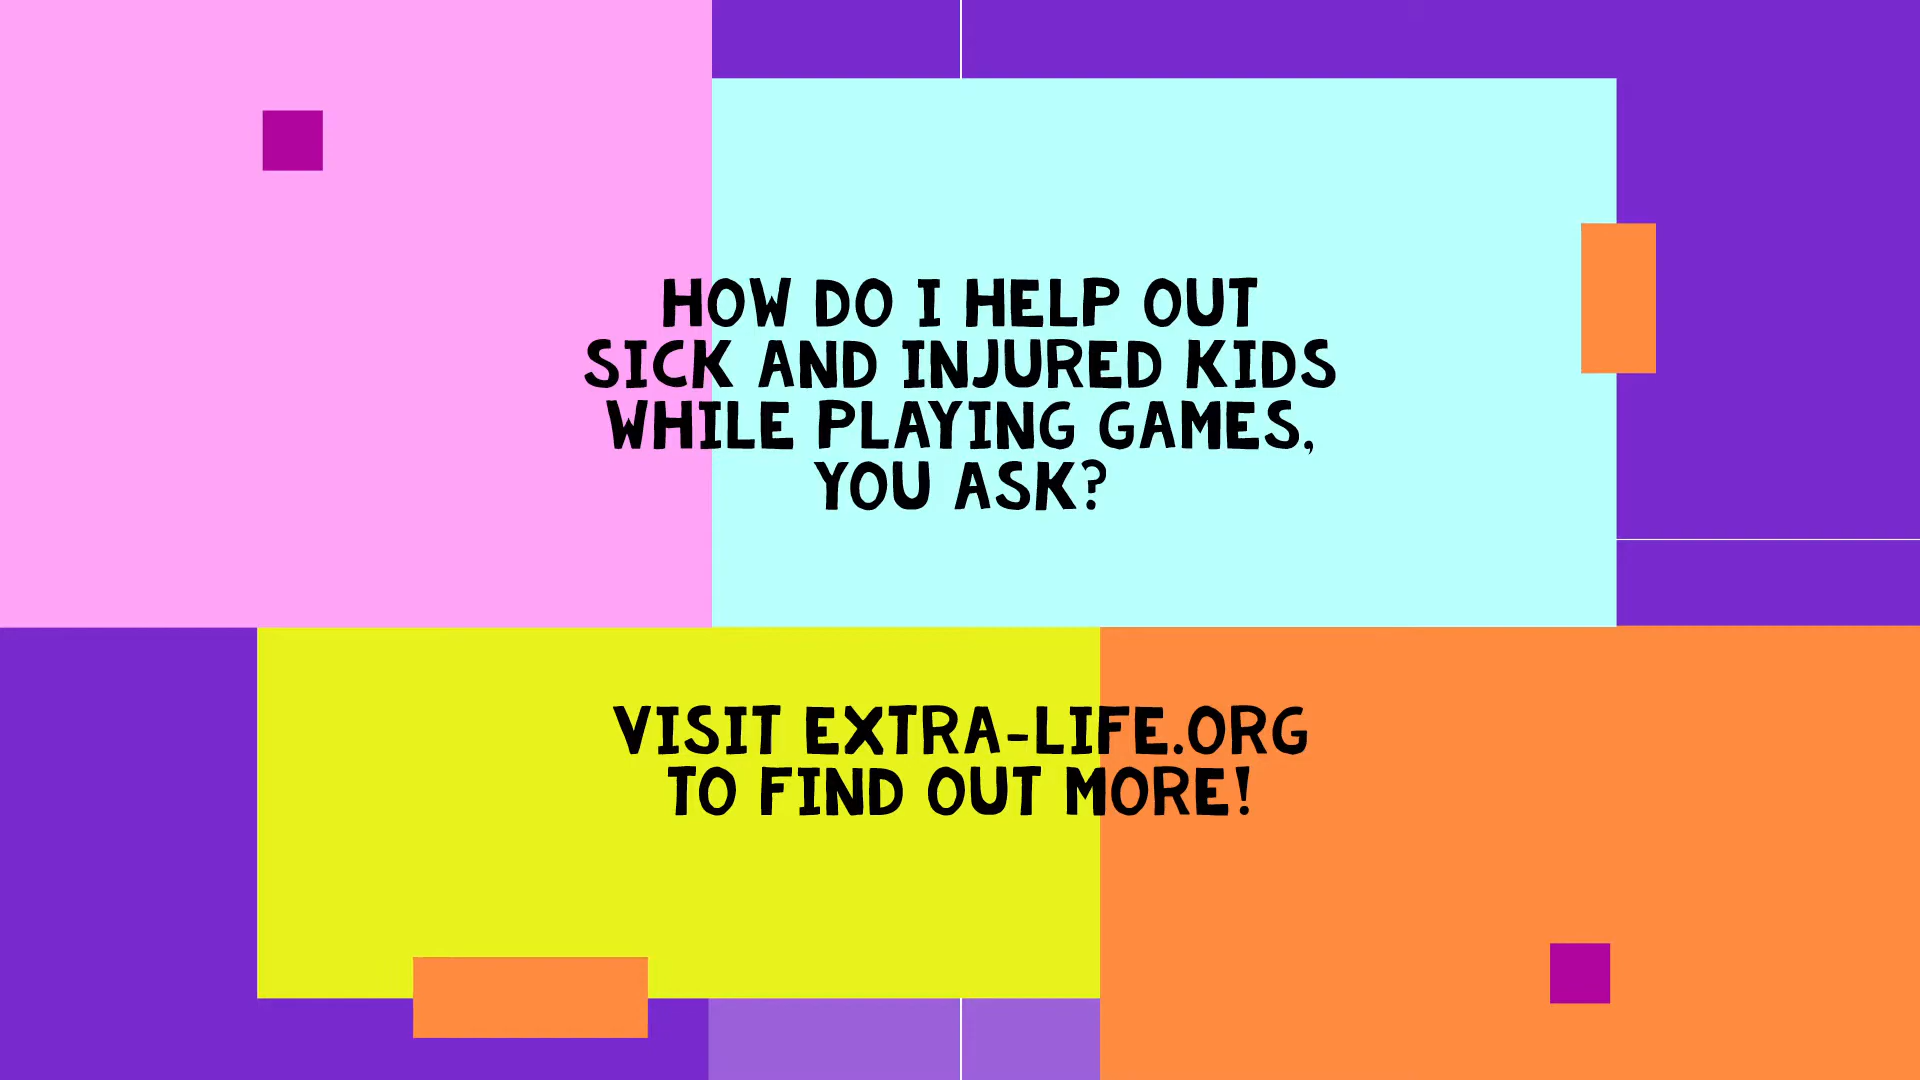 HOW DO I HELP OUT
SICK AND INJURED KIDS
WHILE PLAYING GAMES,
YOU ASK?
VISIT EXTRA-LIFE.ORG
TO FIND OUT MORE!